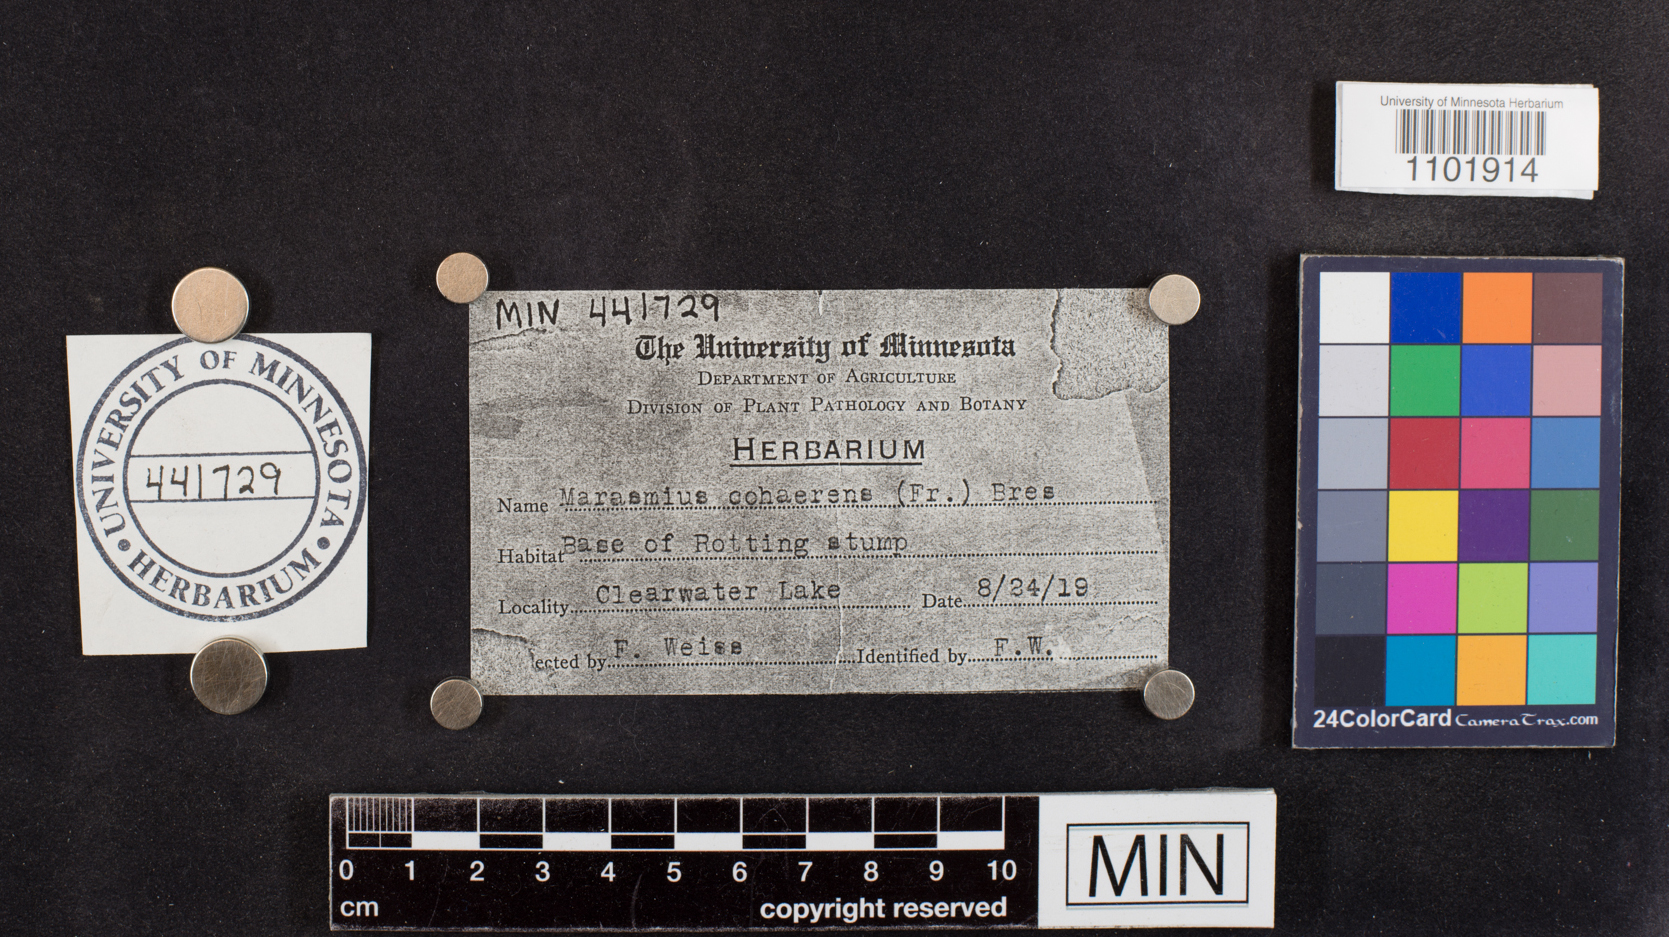 University of Minnesota Herbarium
1101914
UNIVERSITY OF MINNESOTA
441729
HERBARIUM
MIN 441729
The University of Minnesota
DEPARTMENT OF AGRICULTURE
DIVISION OF PLANT PATHOLOGY AND BOTANY
HERBARIUM
Name Marasmius cohaerens (Fr.) Bres
Habitat Base of Rotting stump
Locality Clearwater Lake Date 8/24/19
lected by F. Weiss Identified by F.W.
24ColorCard CameraTrax.com
0 1 2 3 4 5 6 7 8 9 10
cm copyright reserved
MIN